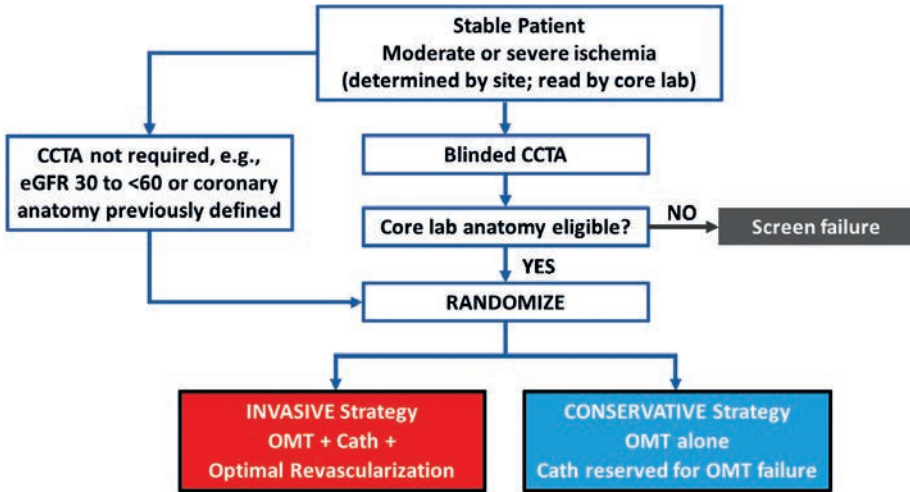 Stable Patient
Moderate or severe ischemia
(determined by site; read by core lab)
CCTA not required, e.g.,
eGFR 30 to <60 or coronary
anatomy previously defined
Blinded CCTA
Core lab anatomy eligible?
NO
Screen failure
YES
RANDOMIZE
INVASIVE Strategy
OMT + Cath +
Optimal Revascularization
CONSERVATIVE Strategy
OMT alone
Cath reserved for OMT failure